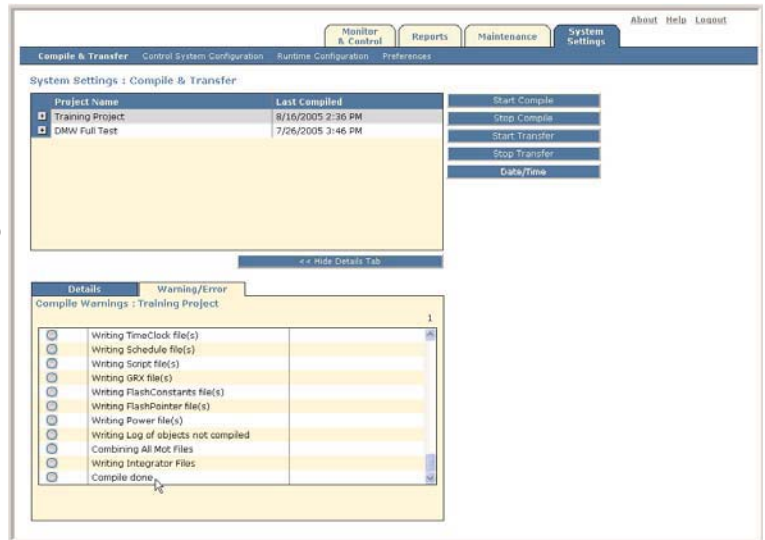 About Help Logout
Monitor & Control Reports Maintenance System Settings
Compile & Transfer Control System Configuration Runtime Configuration Preferences
System Settings : Compile & Transfer
Project Name Last Compiled
Training Project 8/16/2005 2:36 PM
DMW Full Test 7/26/2005 3:46 PM
Start Compile
Stop Compile
Start Transfer
Stop Transfer
Date/Time
<< Hide Details Tab
Details Warning/Error
Compile Warnings : Training Project
1
Writing TimeClock file(s)
Writing Schedule file(s)
Writing Script file(s)
Writing GRX file(s)
Writing FlashConstants file(s)
Writing FlashPointer file(s)
Writing Power file(s)
Writing Log of objects not compiled
Combining All Mot Files
Writing Integrator Files
Compile done